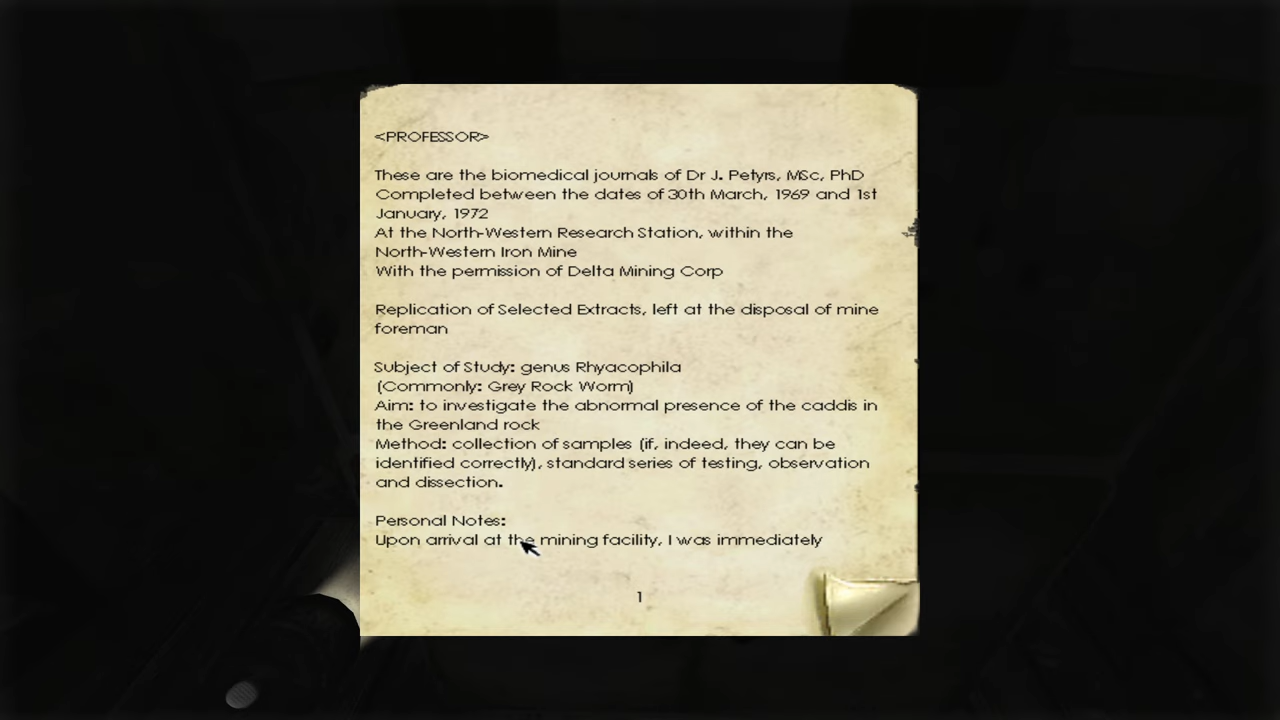 <PROFESSOR>
These are the biomedical journals of Dr J. Petyrs, MSc, PhD
Completed between the dates of 30th March, 1969 and 1st
January, 1972
At the North-Western Research Station, within the
North-Western Iron Mine
With the permission of Delta Mining Corp
Replication of Selected Extracts, left at the disposal of mine
foreman
Subject of Study: genus Rhyacophila
(Commonly: Grey Rock Worm)
Aim: to investigate the abnormal presence of the caddis in
the Greenland rock
Method: collection of samples (if, indeed, they can be
identified correctly), standard series of testing, observation
and dissection.
Personal Notes:
Upon arrival at the mining facility, I was immediately
1